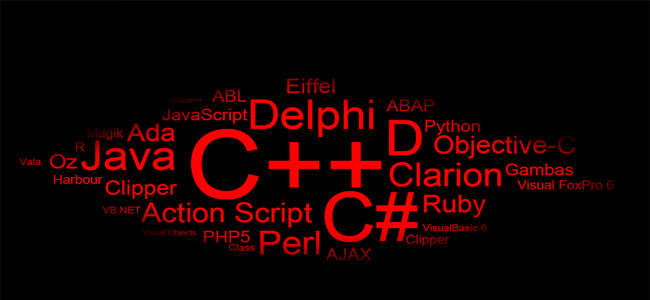 Eiffel
ABL
ABAP
JavaScript
Delphi
Magik
Ada
D
Python
R
Objective-C
Vala
Oz
Java
C++
Clarion
Gambas
Harbour
Clipper
Visual FoxPro 6
VB.NET
Action Script
C#
Ruby
Visual Objects
PHP5
Perl
VisualBasic 6
Class
Clipper
AJAX